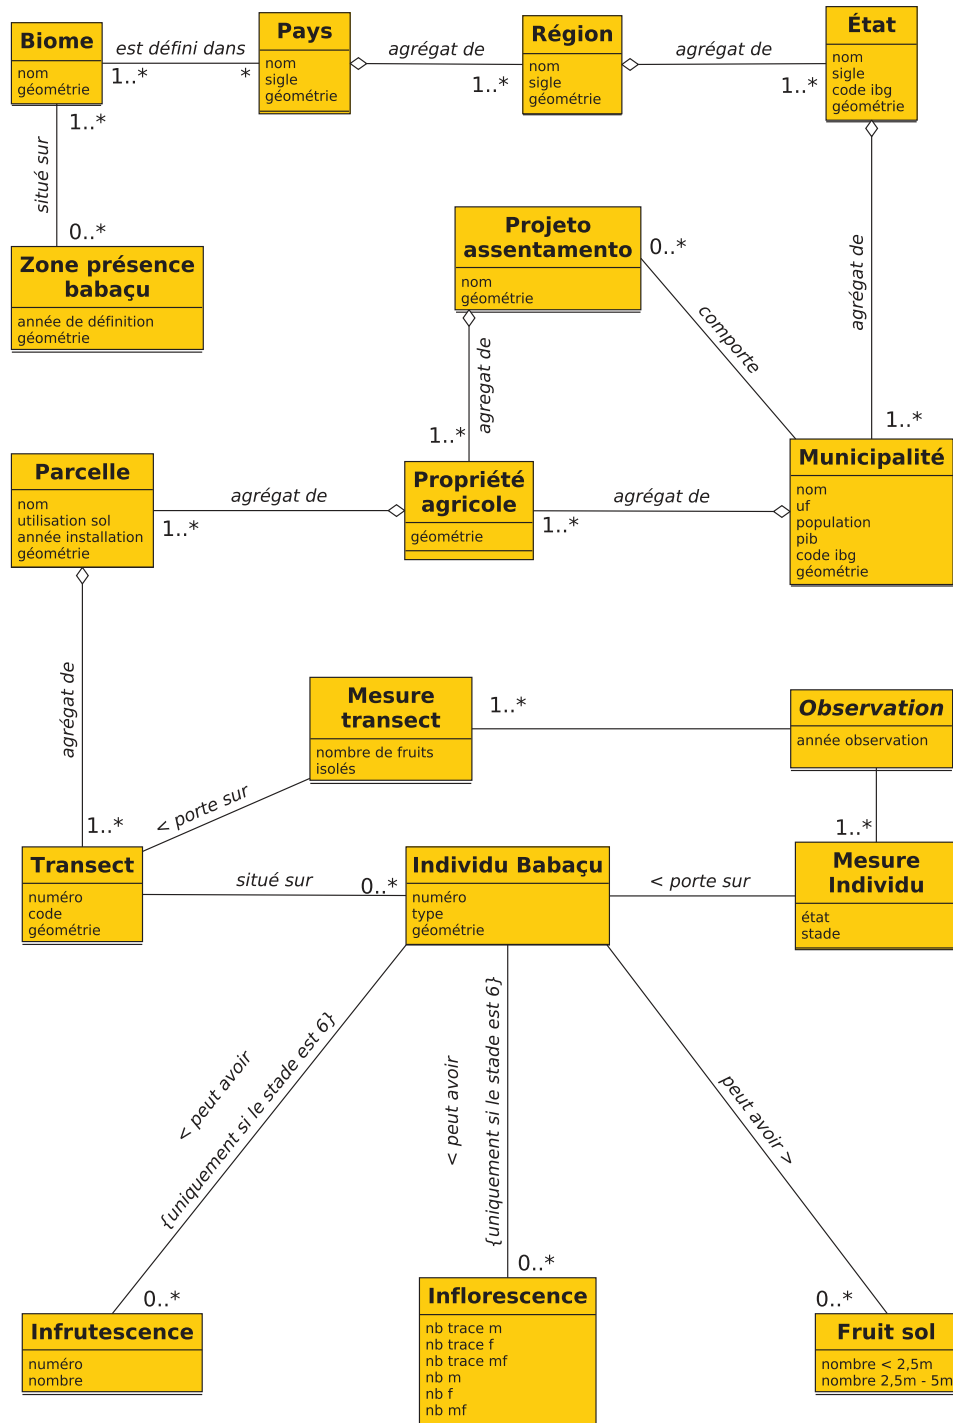 Biome
nom
géométrie
est défini dans
1..*
*
Pays
nom
sigle
géométrie
agrégat de
1..*
Région
nom
sigle
géométrie
agrégat de
1..*
État
nom
sigle
code ibg
géométrie
1..*
situé sur
0..*
Zone présence
babaçu
année de définition
géométrie
Projeto
assentamento
nom
géométrie
0..*
comporte
agrégat de
1..*
agregat de
1..*
Parcelle
nom
utilisation sol
année installation
géométrie
agrégat de
1..*
Propriété
agricole
géométrie
agrégat de
1..*
Municipalité
nom
uf
population
pib
code ibg
géométrie
agrégat de
1..*
Mesure
transect
nombre de fruits
isolés
1..*
Observation
année observation
< porte sur
1..*
Transect
numéro
code
géométrie
situé sur
0..*
Individu Babaçu
numéro
type
géométrie
< porte sur
Mesure
Individu
état
stade
< peut avoir
{uniquement si le stade est 6}
< peut avoir
{uniquement si le stade est 6}
peut avoir >
0..*
0..*
0..*
Infrutescence
numéro
nombre
Inflorescence
nb trace m
nb trace f
nb trace mf
nb m
nb f
nb mf
Fruit sol
nombre < 2,5m
nombre 2,5m - 5m